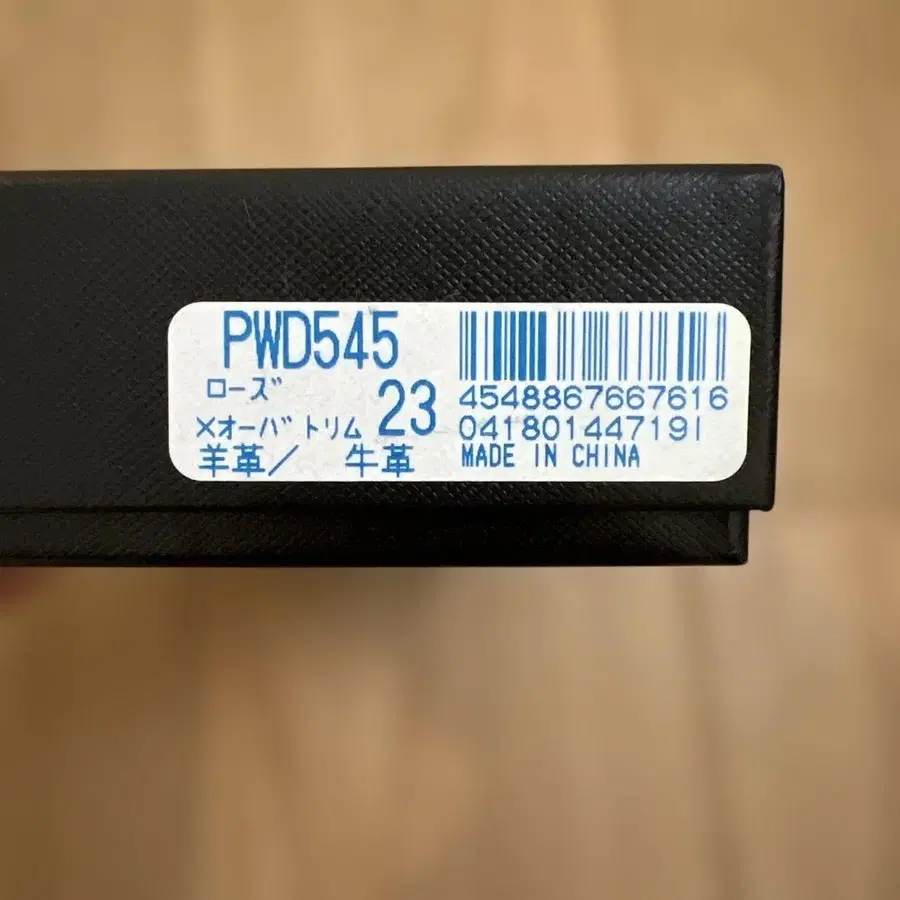 PWD545
ﾛｰｽﾞ
×ｵｰﾊﾞﾄﾘﾑ 23
羊革/ 牛革
4548867667616
041801447191
MADE IN CHINA